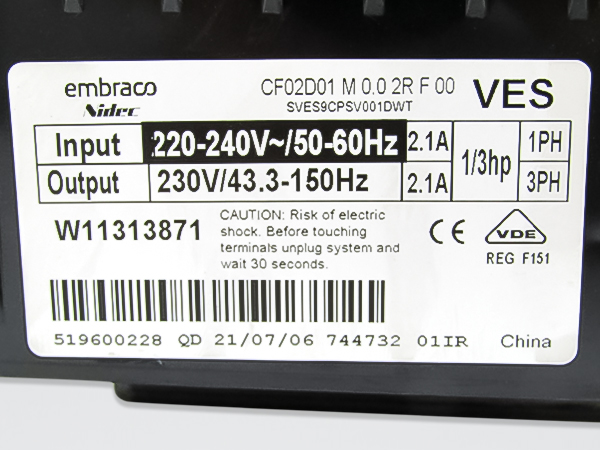 embraco
Nidec
CF02D01 M 0.0 2R F 00
SVES9CPSV001DWT
VES
Input 220-240V~/50-60Hz 2.1A 1/3hp 1PH
Output 230V/43.3-150Hz 2.1A 3PH
W11313871
CAUTION: Risk of electric
shock. Before touching
terminals unplug system and
wait 30 seconds.
CE
VDE
REG F151
519600228 QD 21/07/06 744732 01IR China